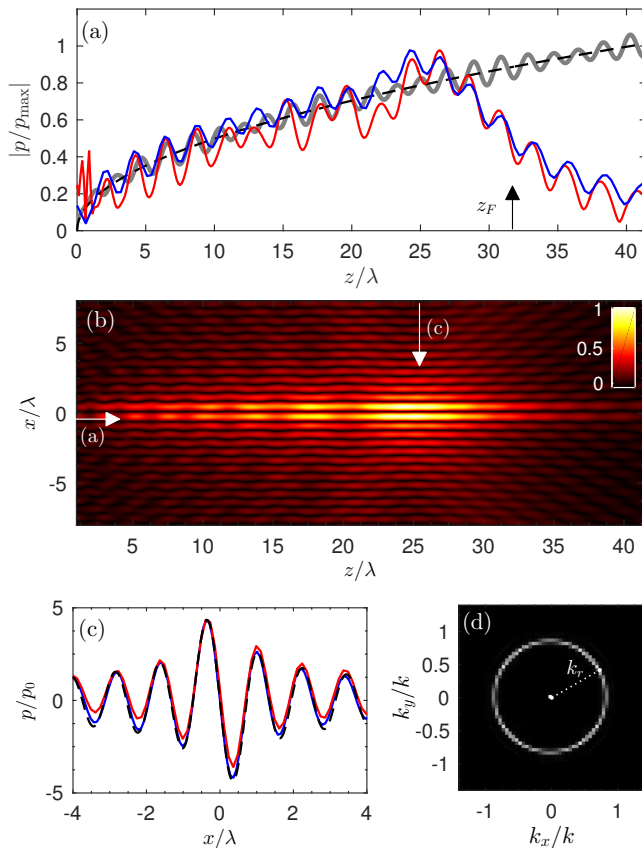 (a)
|p/p_max|
1
0.8
0.6
0.4
0.2
0
z_F
0 5 10 15 20 25 30 35 40
z/λ
(b)
(c)
1
0.5
0
x/λ
5
0
-5
(a)
5 10 15 20 25 30 35 40
z/λ
(c)
p/p_0
5
0
-5
-4 -2 0 2 4
x/λ
(d)
k_y/k
1
0.5
0
-0.5
-1
k_r
-1 0 1
k_x/k